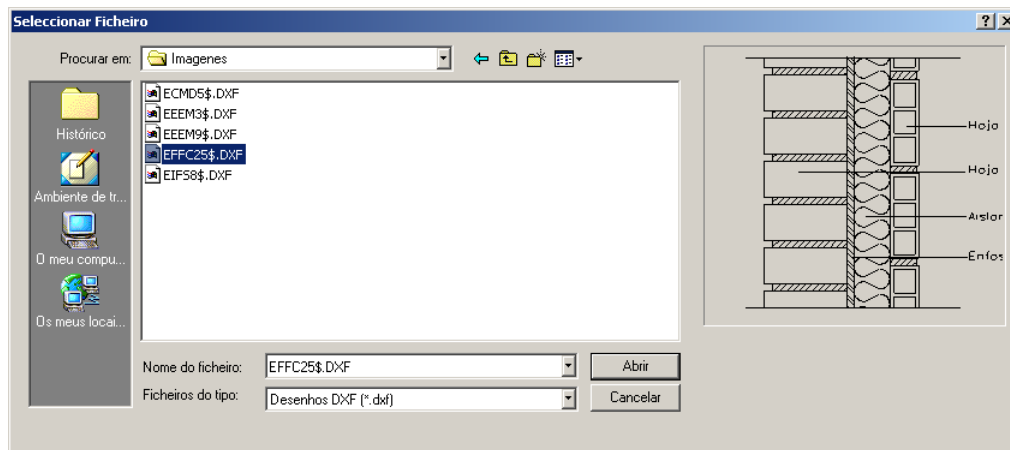 Seleccionar Ficheiro
Procurar em:
Imagenes
Histórico
Ambiente de tr...
O meu compu...
Os meus locai...
ECMD5$.DXF
EEEM3$.DXF
EEEM9$.DXF
EFFC25$.DXF
EIFS8$.DXF
Nome do ficheiro:
EFFC25$.DXF
Abrir
Ficheiros do tipo:
Desenhos DXF (*.dxf)
Cancelar
Hoja
Hoja
Aislar
Enfos